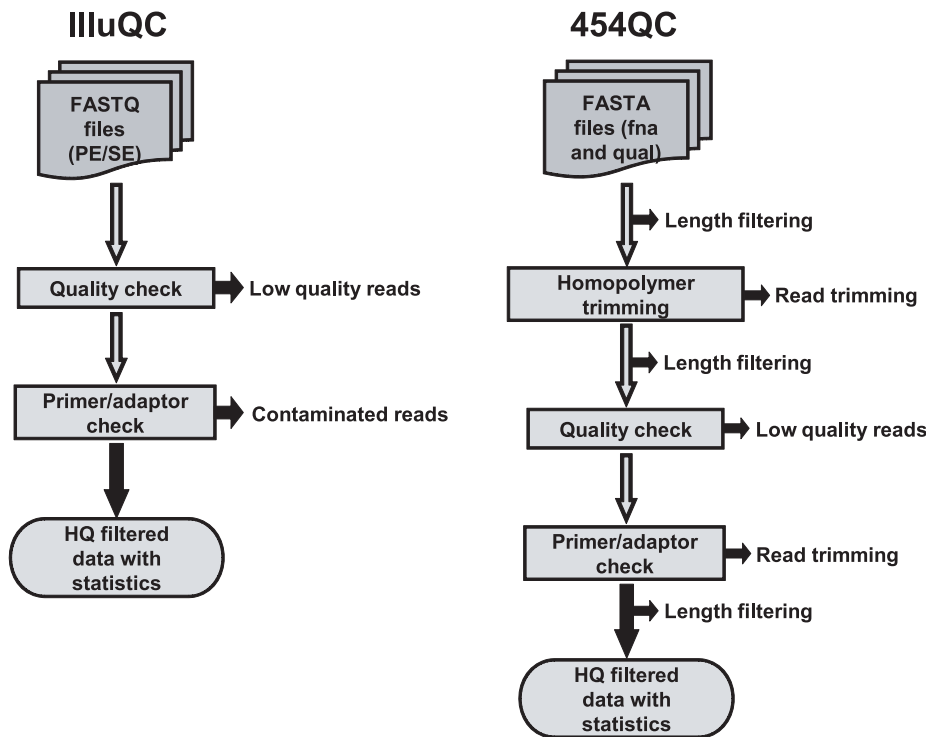 IlluQC
FASTQ
files
(PE/SE)
Quality check
Low quality reads
Primer/adaptor
check
Contaminated reads
HQ filtered
data with
statistics
454QC
FASTA
files (fna
and qual)
Length filtering
Homopolymer
trimming
Read trimming
Length filtering
Quality check
Low quality reads
Primer/adaptor
check
Read trimming
Length filtering
HQ filtered
data with
statistics